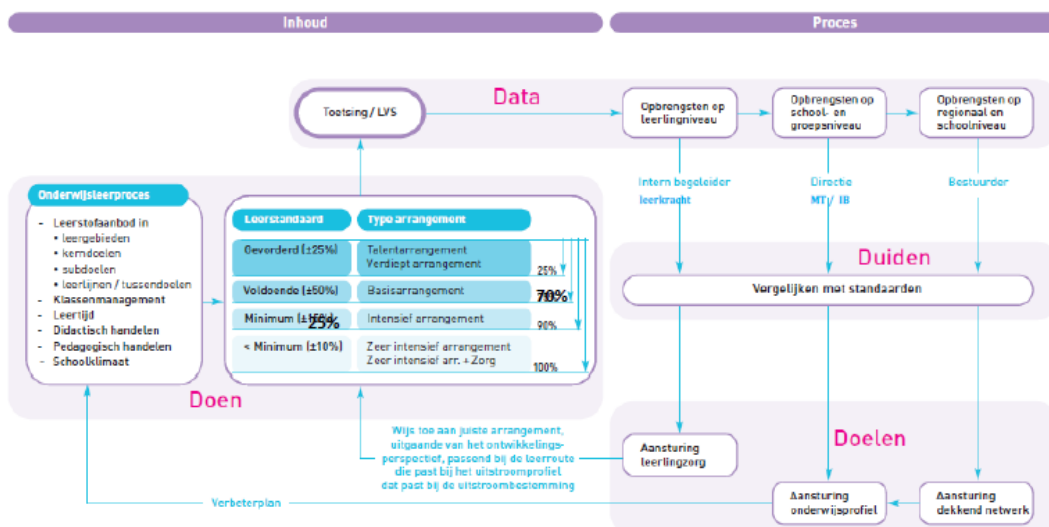 Inhoud
Proces
Data
Toetsing / LVS
Opbrengsten op
leerlingniveau
Opbrengsten op
school- en
groepsniveau
Opbrengsten op
regionaal en
schoolniveau
Intern begeleider
leerkracht
Directie
MT / IB
Bestuurder
Onderwijsleerproces
- Leerstofaanbod in
• leergebieden
• kerndoelen
• subdoelen
• leerlijnen / tussendoelen
- Klassenmanagement
- Leertijd
- Didactisch handelen
- Pedagogisch handelen
- Schoolklimaat
Leerstandaard
Type arrangement
Gevorderd (±25%)
Talentarrangement
Verdiept arrangement
25%
Voldoende (±50%)
Basisarrangement
70%
Minimum
25%
Intensief arrangement
90%
< Minimum (±10%)
Zeer intensief arrangement
Zeer intensief arr. + Zorg
100%
Doen
Duiden
Vergelijken met standaarden
Wijs toe aan juiste arrangement,
uitgaande van het ontwikkelings-
perspectief, passend bij de leerroute
die past bij het uitstroomprofiel
dat past bij de uitstroombestemming
Doelen
Aansturing
leerlingzorg
Aansturing
onderwijsprofiel
Aansturing
dekkend netwerk
Verbeterplan